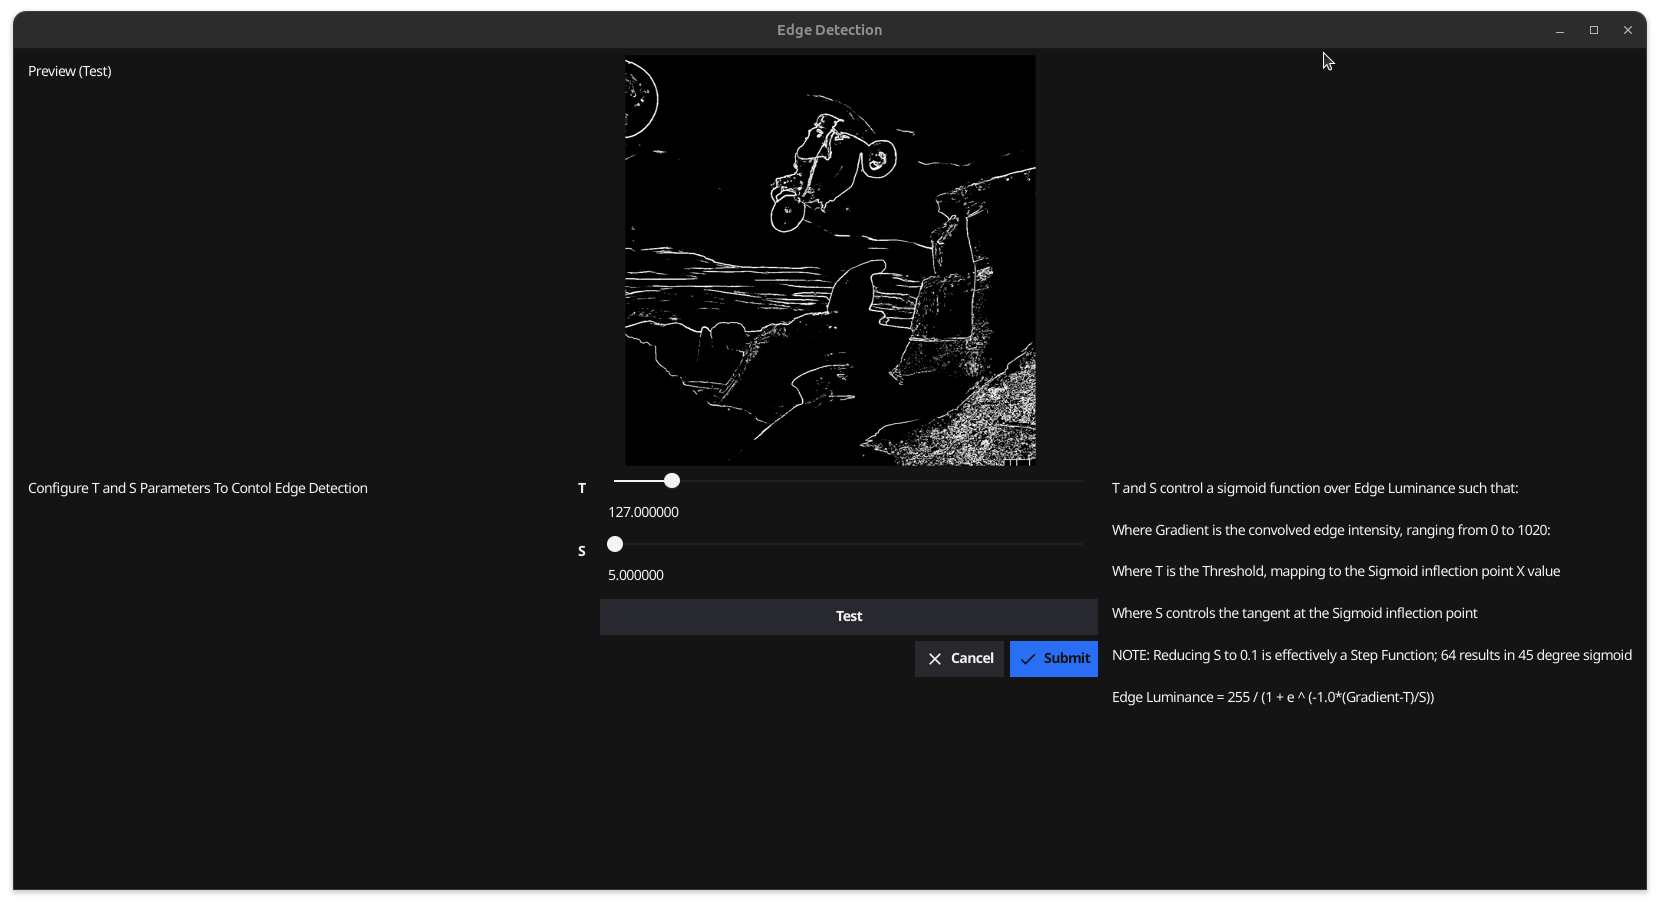 Edge Detection
Preview (Test)
Configure T and S Parameters To Contol Edge Detection
T
127.000000
S
5.000000
Test
Cancel
Submit
T and S control a sigmoid function over Edge Luminance such that:
Where Gradient is the convolved edge intensity, ranging from 0 to 1020:
Where T is the Threshold, mapping to the Sigmoid inflection point X value
Where S controls the tangent at the Sigmoid inflection point
NOTE: Reducing S to 0.1 is effectively a Step Function; 64 results in 45 degree sigmoid
Edge Luminance = 255 / (1 + e ^ (-1.0*(Gradient-T)/S))